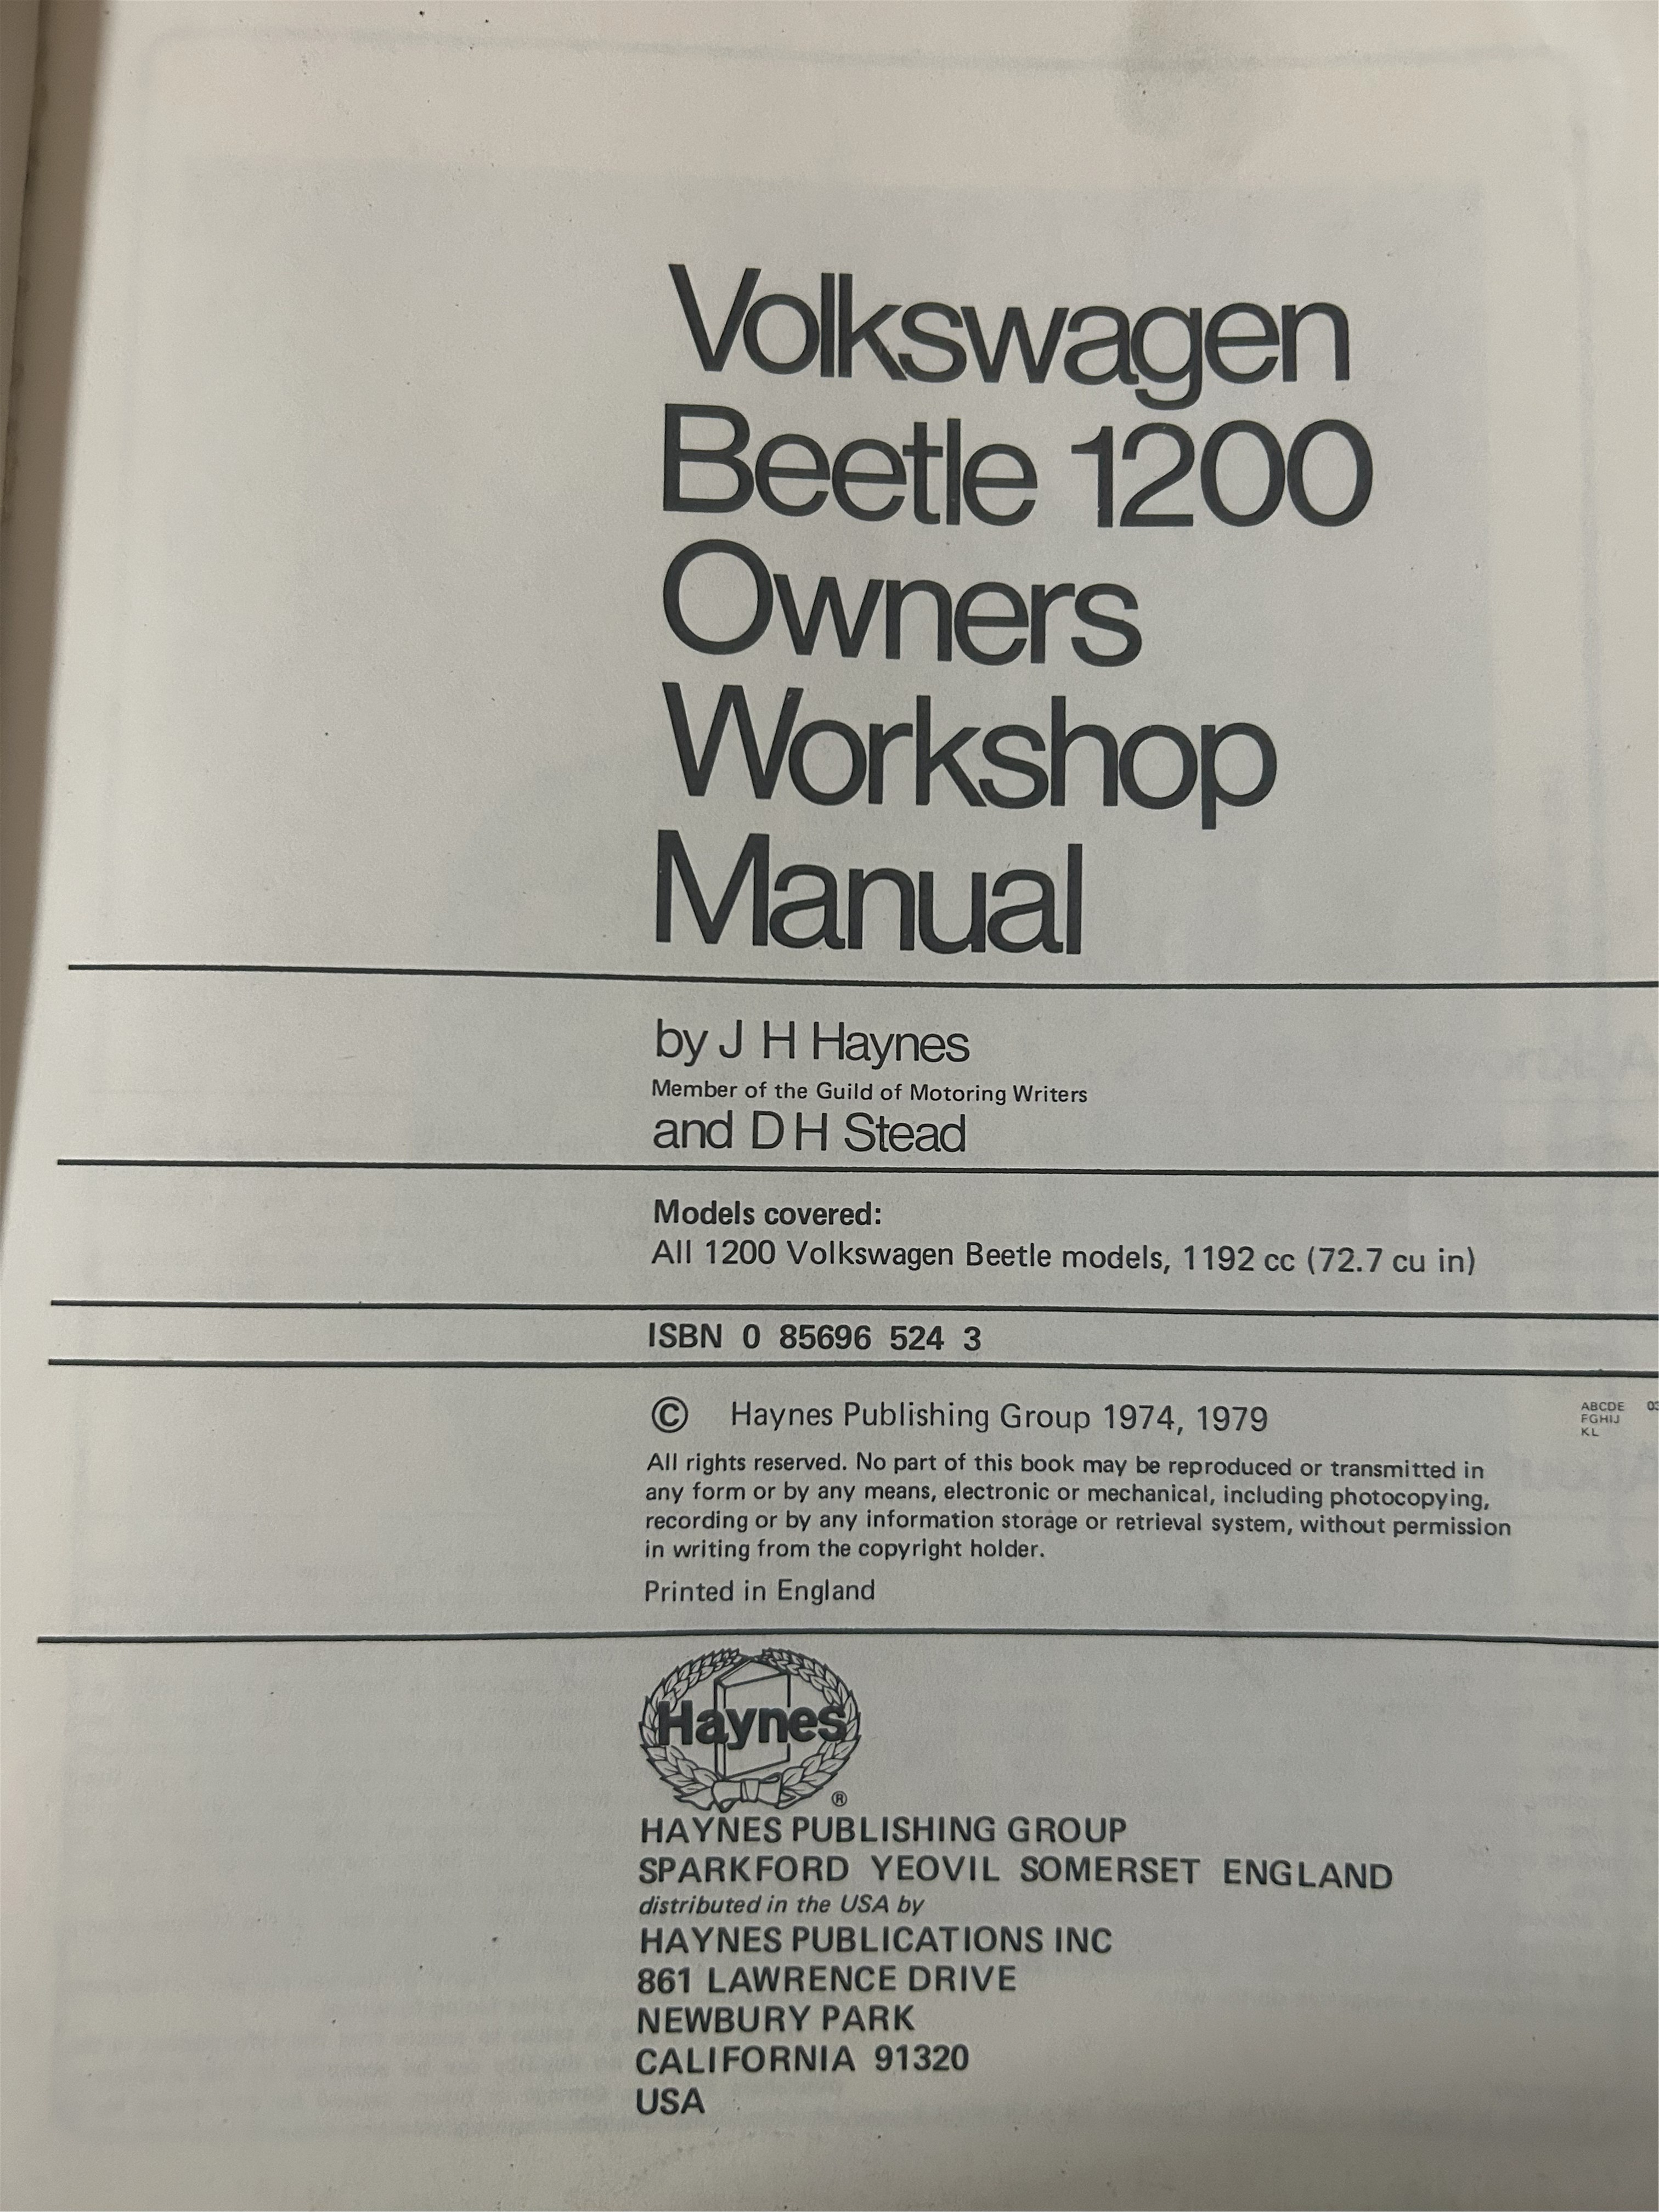 Volkswagen
Beetle 1200
Owners
Workshop
Manual
by J H Haynes
Member of the Guild of Motoring Writers
and D H Stead
Models covered:
All 1200 Volkswagen Beetle models, 1192 cc (72.7 cu in)
ISBN 0 85696 524 3
© Haynes Publishing Group 1974, 1979
ABCDE
FGHIJ
KL
All rights reserved. No part of this book may be reproduced or transmitted in
any form or by any means, electronic or mechanical, including photocopying,
recording or by any information storage or retrieval system, without permission
in writing from the copyright holder.
Printed in England
Haynes
®
HAYNES PUBLISHING GROUP
SPARKFORD YEOVIL SOMERSET ENGLAND
distributed in the USA by
HAYNES PUBLICATIONS INC
861 LAWRENCE DRIVE
NEWBURY PARK
CALIFORNIA 91320
USA